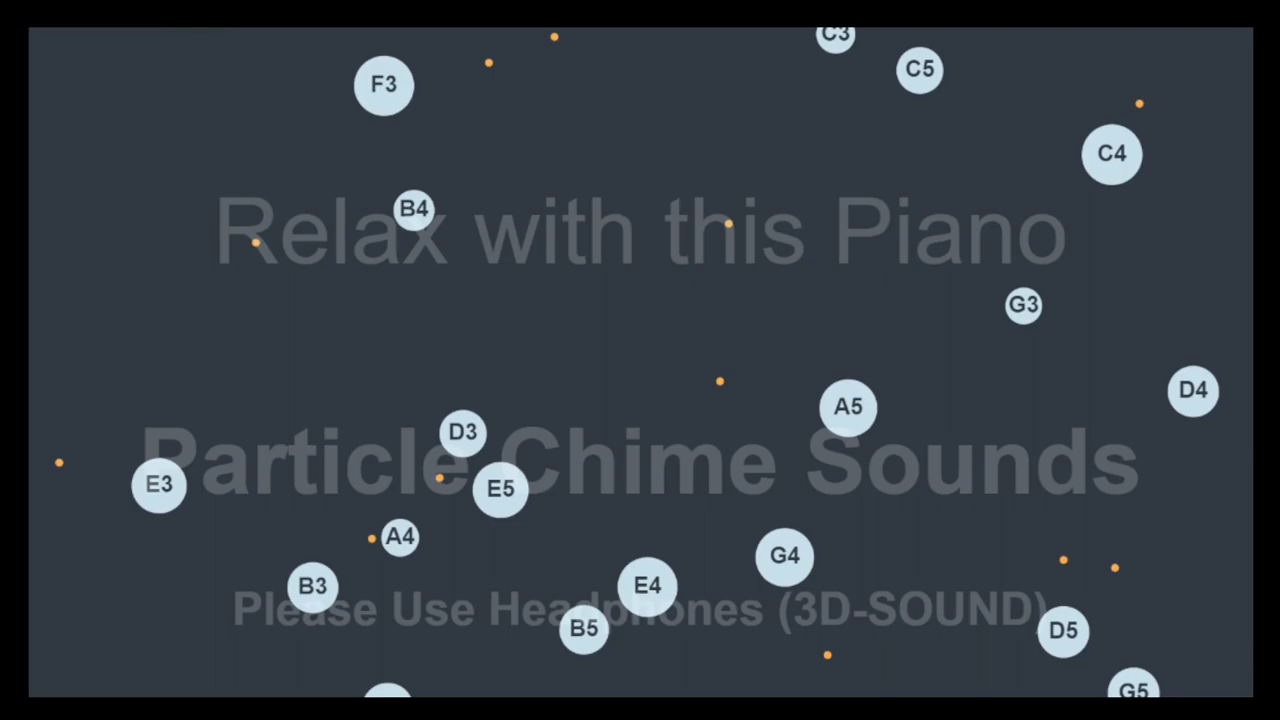 C3
C5
F3
C4
B4
Relax with this Piano
G3
D4
A5
D3
Particle Chime Sounds
E3
E5
A4
G4
B3
E4
Please Use Headphones (3D-SOUND)
B5
D5
G5